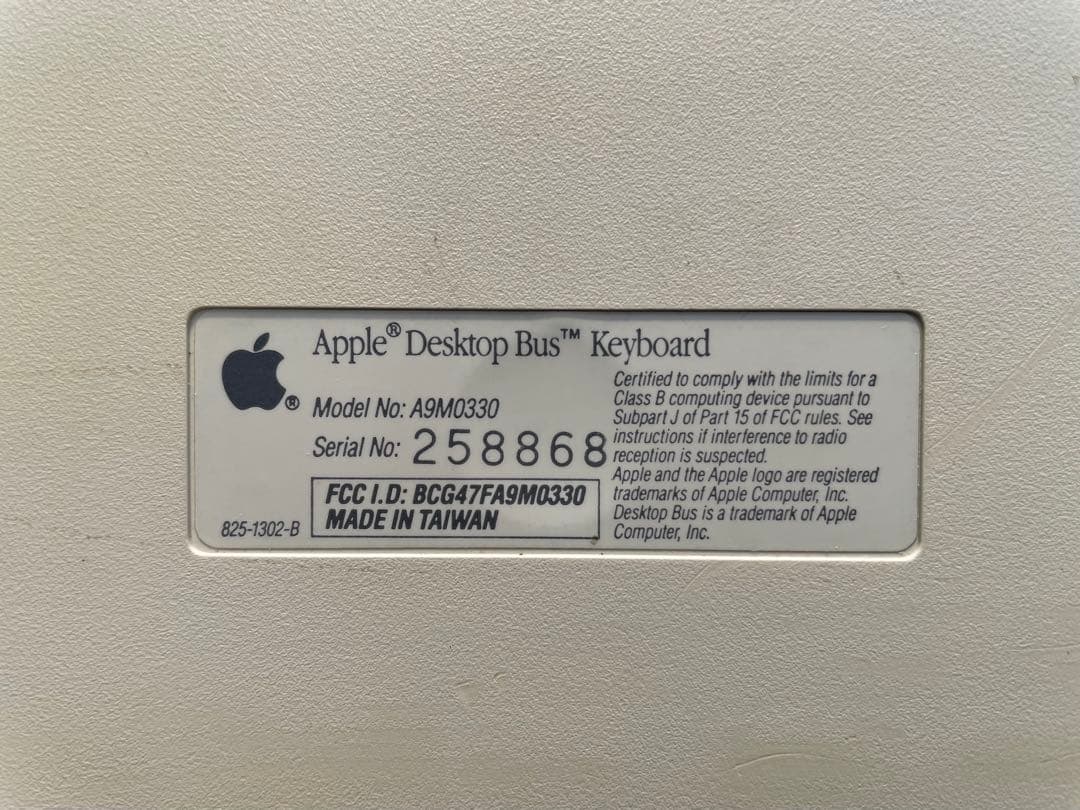 Apple® Desktop Bus™ Keyboard
®
Model No: A9M0330
Serial No: 258868
FCC I.D: BCG47FA9M0330
MADE IN TAIWAN
825-1302-B
Certified to comply with the limits for a
Class B computing device pursuant to
Subpart J of Part 15 of FCC rules. See
instructions if interference to radio
reception is suspected.
Apple and the Apple logo are registered
trademarks of Apple Computer, Inc.
Desktop Bus is a trademark of Apple
Computer, Inc.